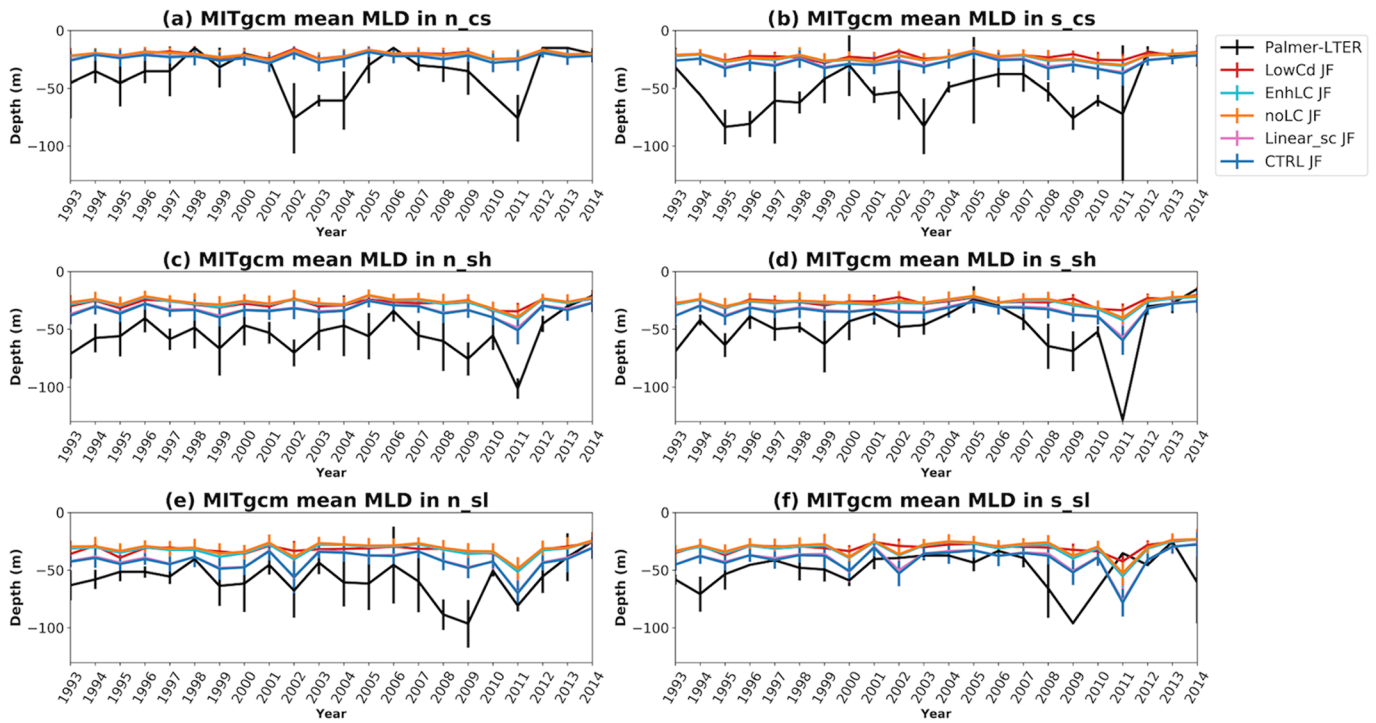 (a) MITgcm mean MLD in n_cs
0
−50
−100
Depth (m)
1993 1994 1995 1996 1997 1998 1999 2000 2001 2002 2003 2004 2005 2006 2007 2008 2009 2010 2011 2012 2013 2014
Year
(b) MITgcm mean MLD in s_cs
0
−50
−100
Depth (m)
1993 1994 1995 1996 1997 1998 1999 2000 2001 2002 2003 2004 2005 2006 2007 2008 2009 2010 2011 2012 2013 2014
Year
Palmer-LTER
LowCd JF
EnhLC JF
noLC JF
Linear_sc JF
CTRL JF
(c) MITgcm mean MLD in n_sh
0
−50
−100
Depth (m)
1993 1994 1995 1996 1997 1998 1999 2000 2001 2002 2003 2004 2005 2006 2007 2008 2009 2010 2011 2012 2013 2014
Year
(d) MITgcm mean MLD in s_sh
0
−50
−100
Depth (m)
1993 1994 1995 1996 1997 1998 1999 2000 2001 2002 2003 2004 2005 2006 2007 2008 2009 2010 2011 2012 2013 2014
Year
(e) MITgcm mean MLD in n_sl
0
−50
−100
Depth (m)
1993 1994 1995 1996 1997 1998 1999 2000 2001 2002 2003 2004 2005 2006 2007 2008 2009 2010 2011 2012 2013 2014
Year
(f) MITgcm mean MLD in s_sl
0
−50
−100
Depth (m)
1993 1994 1995 1996 1997 1998 1999 2000 2001 2002 2003 2004 2005 2006 2007 2008 2009 2010 2011 2012 2013 2014
Year